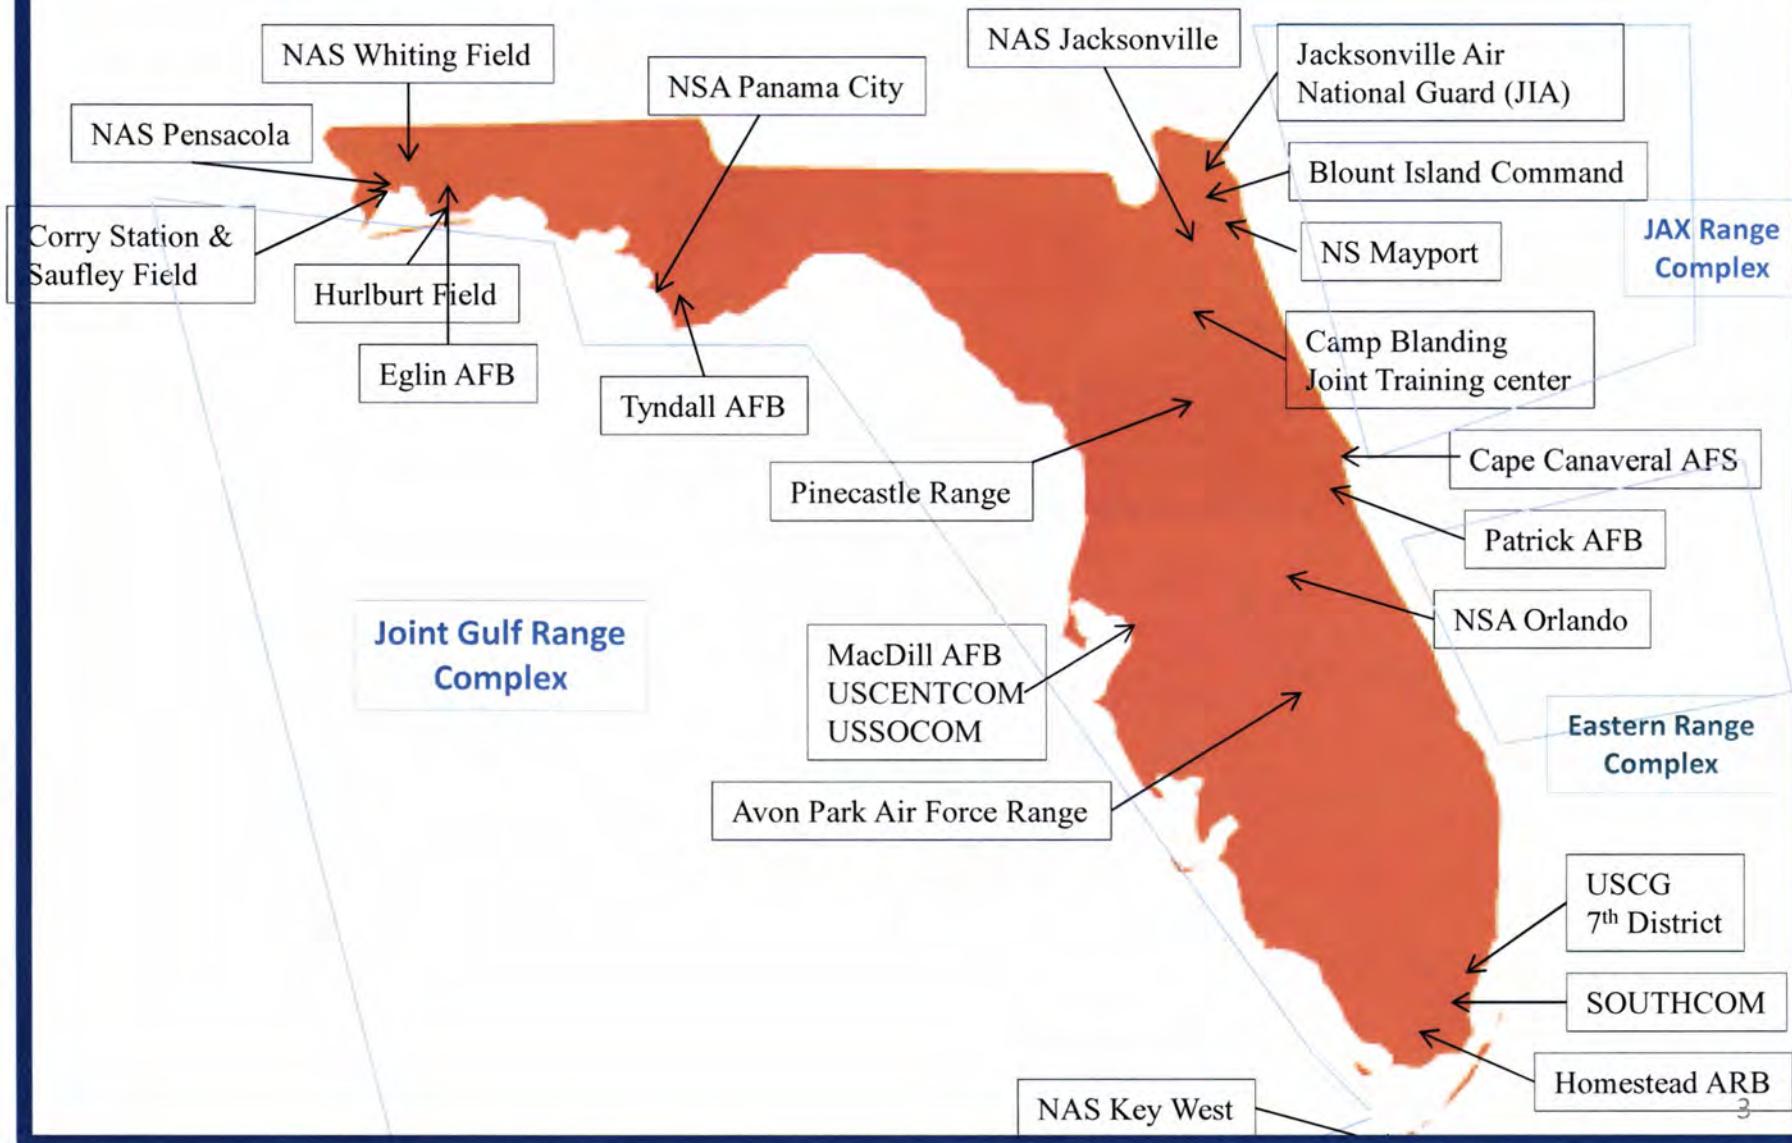 NAS Whiting Field
NAS Jacksonville
Jacksonville Air
National Guard (JIA)
NSA Panama City
NAS Pensacola
Blount Island Command
Corry Station &
Saufley Field
JAX Range
Complex
NS Mayport
Hurlburt Field
Eglin AFB
Camp Blanding
Joint Training center
Tyndall AFB
Cape Canaveral AFS
Pinecastle Range
Patrick AFB
NSA Orlando
Joint Gulf Range
Complex
MacDill AFB
USCENTCOM
USSOCOM
Eastern Range
Complex
Avon Park Air Force Range
USCG
7th District
SOUTHCOM
Homestead ARB
NAS Key West
3